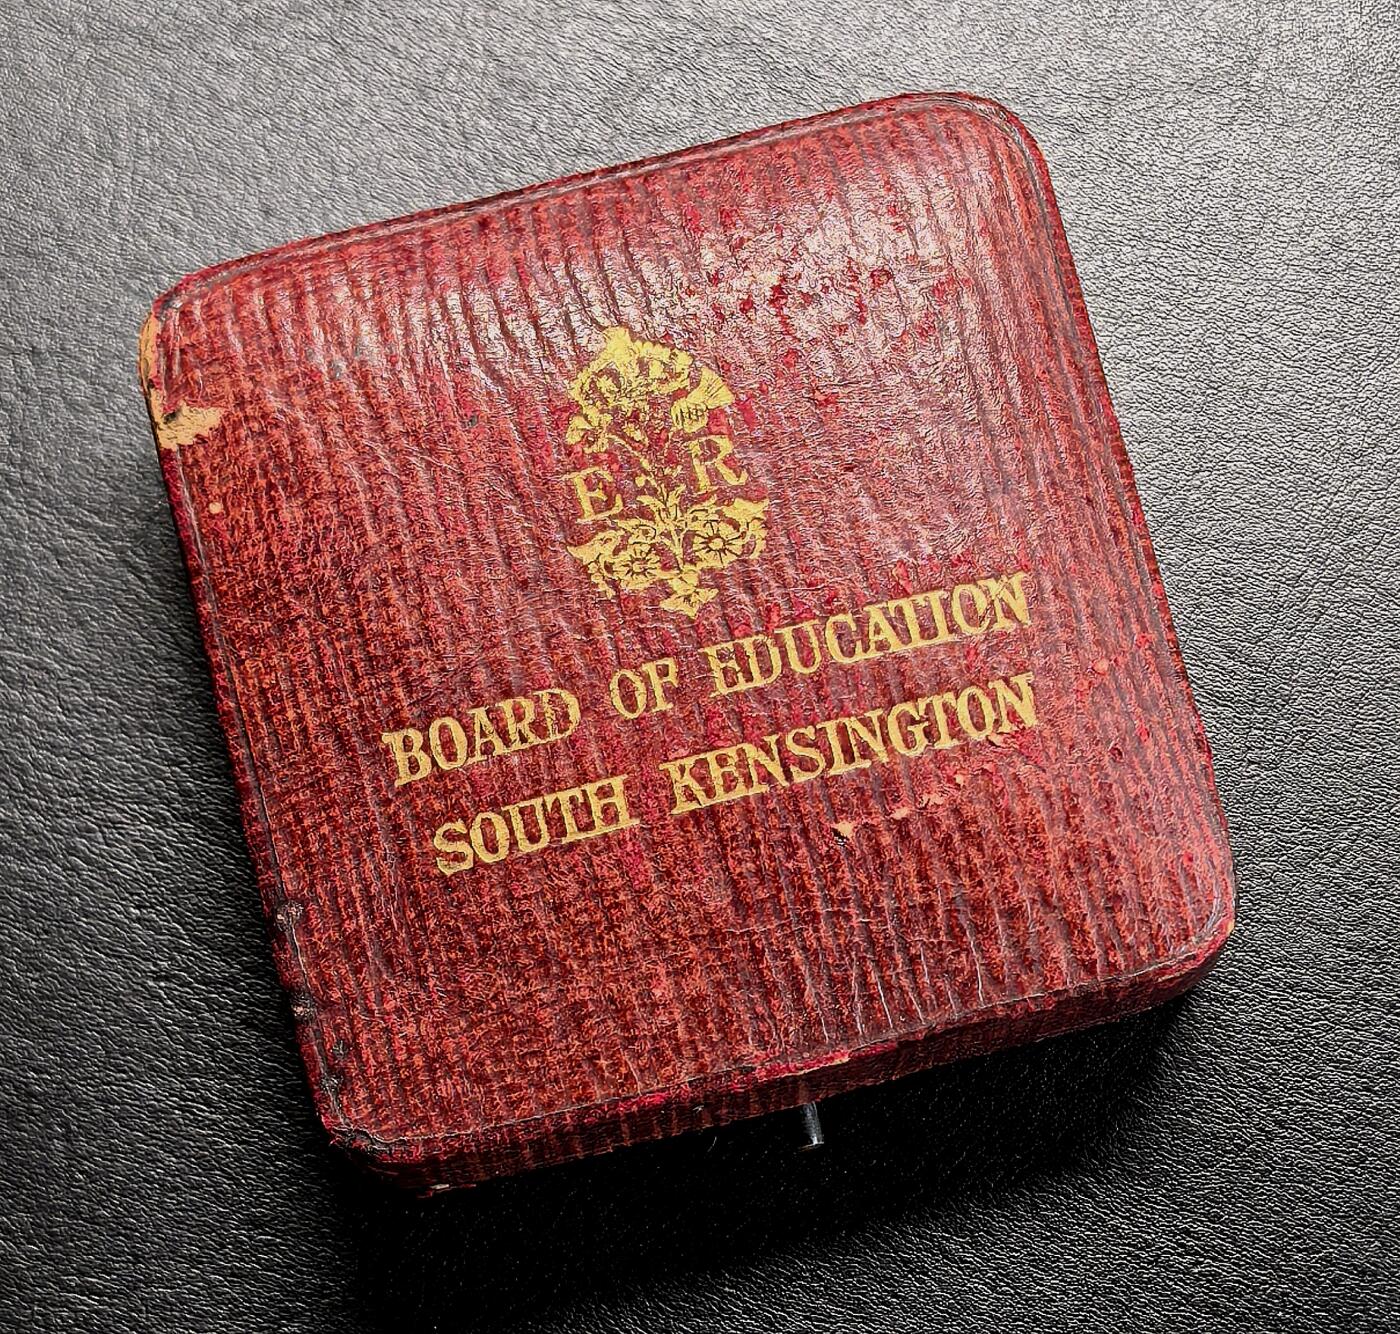 E R
BOARD OF EDUCATION
SOUTH KENSINGTON